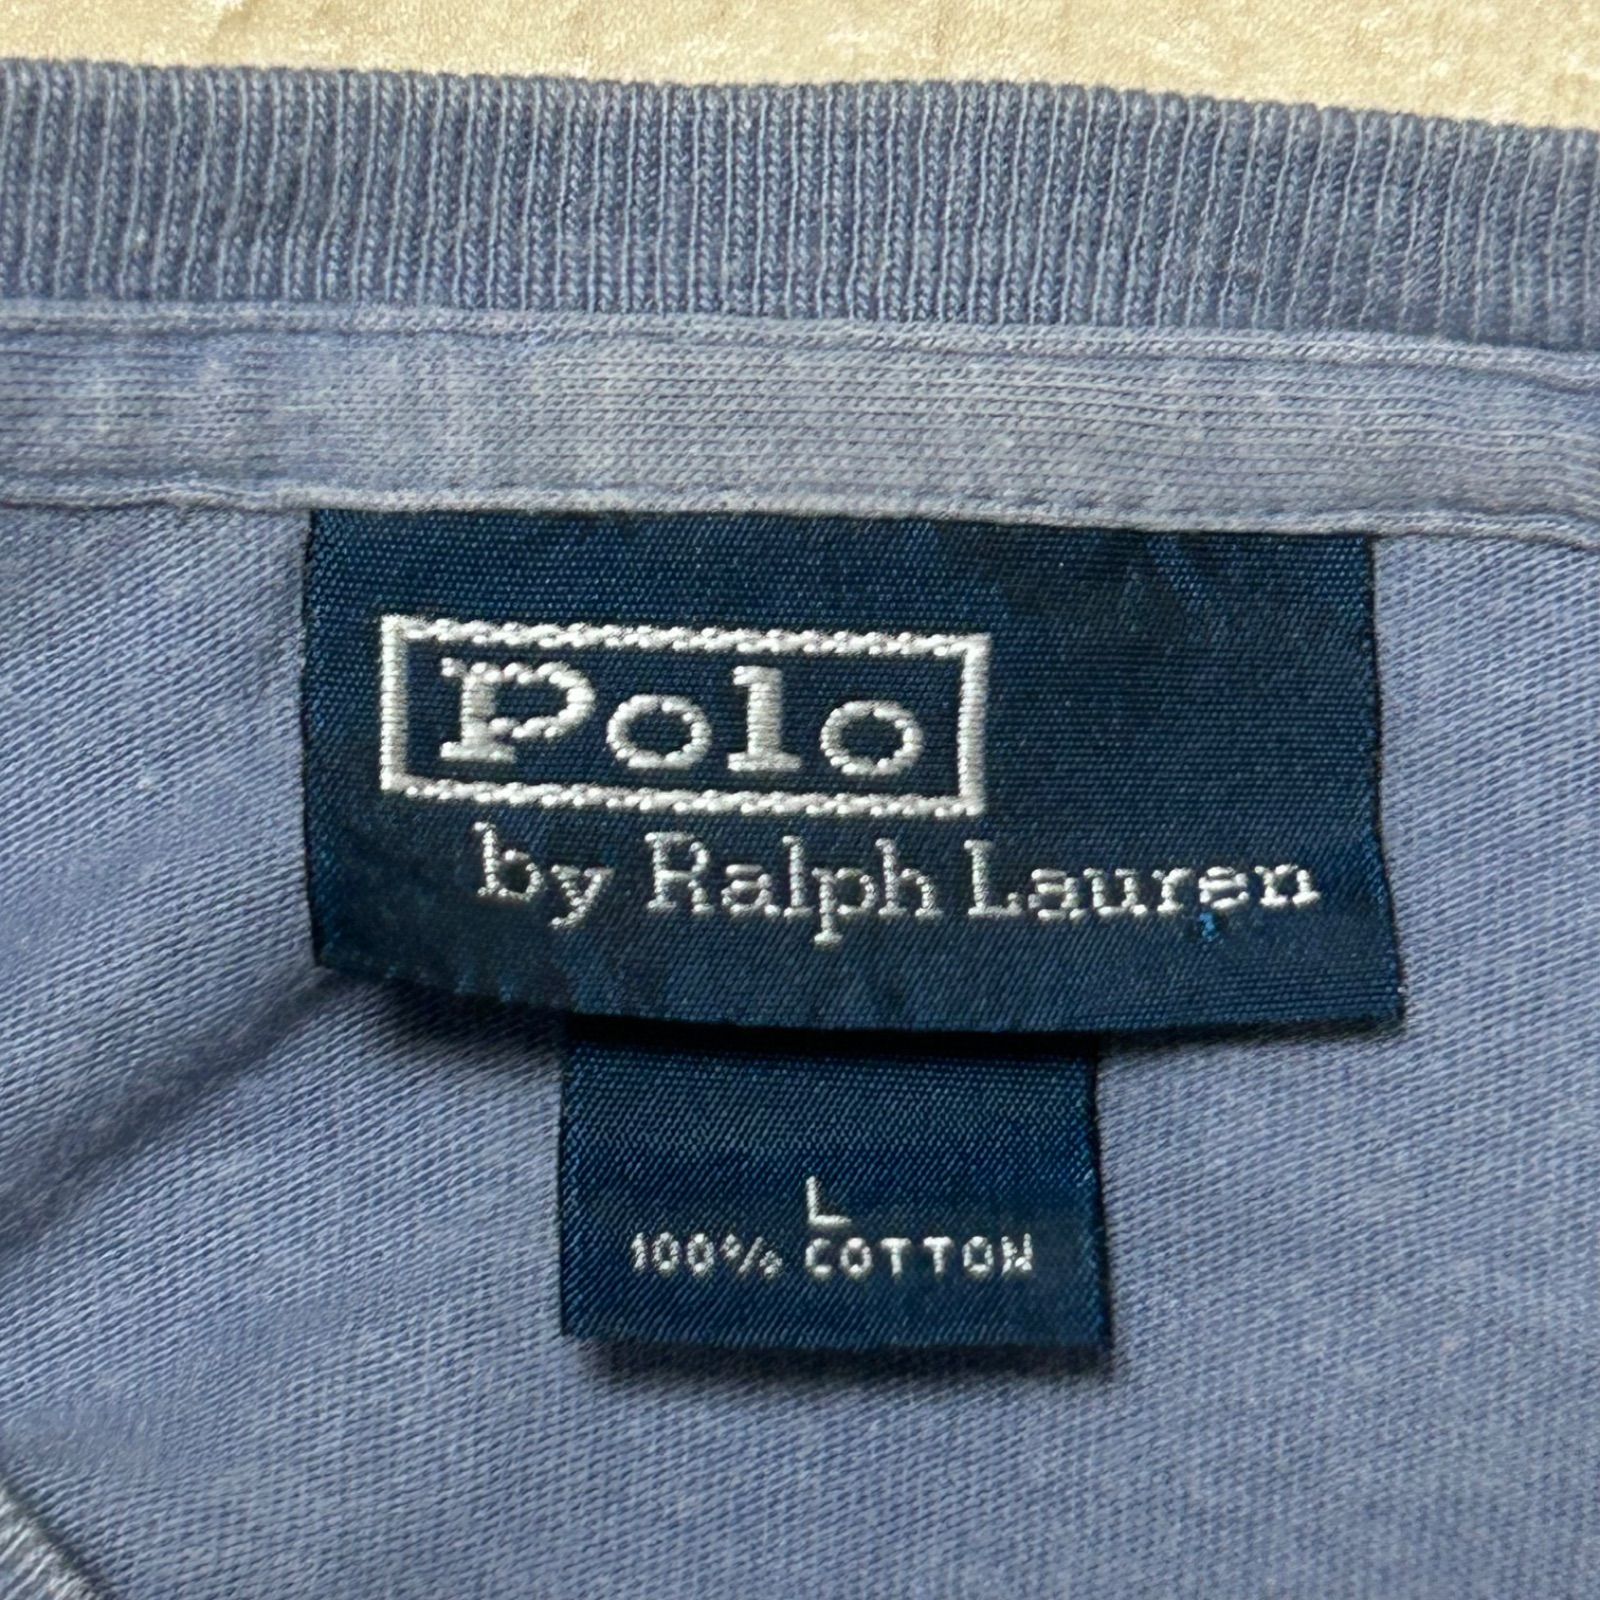 Polo
by Ralph Lauren
L
100% COTTON